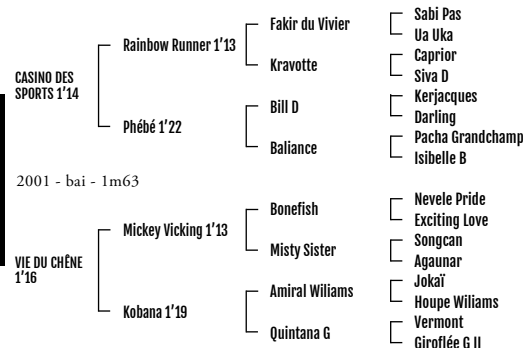 Sabi Pas
Fakir du Vivier
Ua Uka
Rainbow Runner 1'13
Caprior
Kravotte
Siva D
CASINO DES
SPORTS 1'14
Kerjacques
Bill D
Darling
Phébé 1'22
Pacha Grandchamp
Baliance
Isibelle B
2001 - bai - 1m63
Nevele Pride
Bonefish
Exciting Love
Mickey Vicking 1'13
Songcan
Misty Sister
Agaunar
VIE DU CHÊNE
1'16
Jokaï
Amiral Wiliams
Houpe Wiliams
Kobana 1'19
Vermont
Quintana G
Giroflée G II